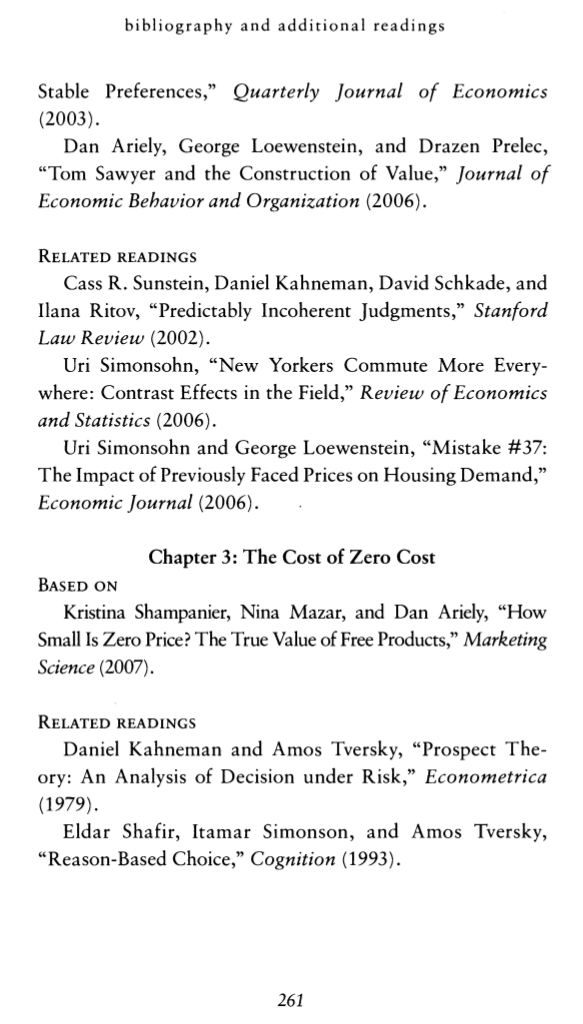 bibliography and additional readings
Stable Preferences,” Quarterly Journal of Economics
(2003).
Dan Ariely, George Loewenstein, and Drazen Prelec,
“Tom Sawyer and the Construction of Value,” Journal of
Economic Behavior and Organization (2006).
RELATED READINGS
Cass R. Sunstein, Daniel Kahneman, David Schkade, and
Ilana Ritov, “Predictably Incoherent Judgments,” Stanford
Law Review (2002).
Uri Simonsohn, “New Yorkers Commute More Every-
where: Contrast Effects in the Field,” Review of Economics
and Statistics (2006).
Uri Simonsohn and George Loewenstein, “Mistake #37:
The Impact of Previously Faced Prices on Housing Demand,”
Economic Journal (2006).
Chapter 3: The Cost of Zero Cost
BASED ON
Kristina Shampanier, Nina Mazar, and Dan Ariely, “How
Small Is Zero Price? The True Value of Free Products,” Marketing
Science (2007).
RELATED READINGS
Daniel Kahneman and Amos Tversky, “Prospect The-
ory: An Analysis of Decision under Risk,” Econometrica
(1979).
Eldar Shafir, Itamar Simonson, and Amos Tversky,
“Reason-Based Choice,” Cognition (1993).
261